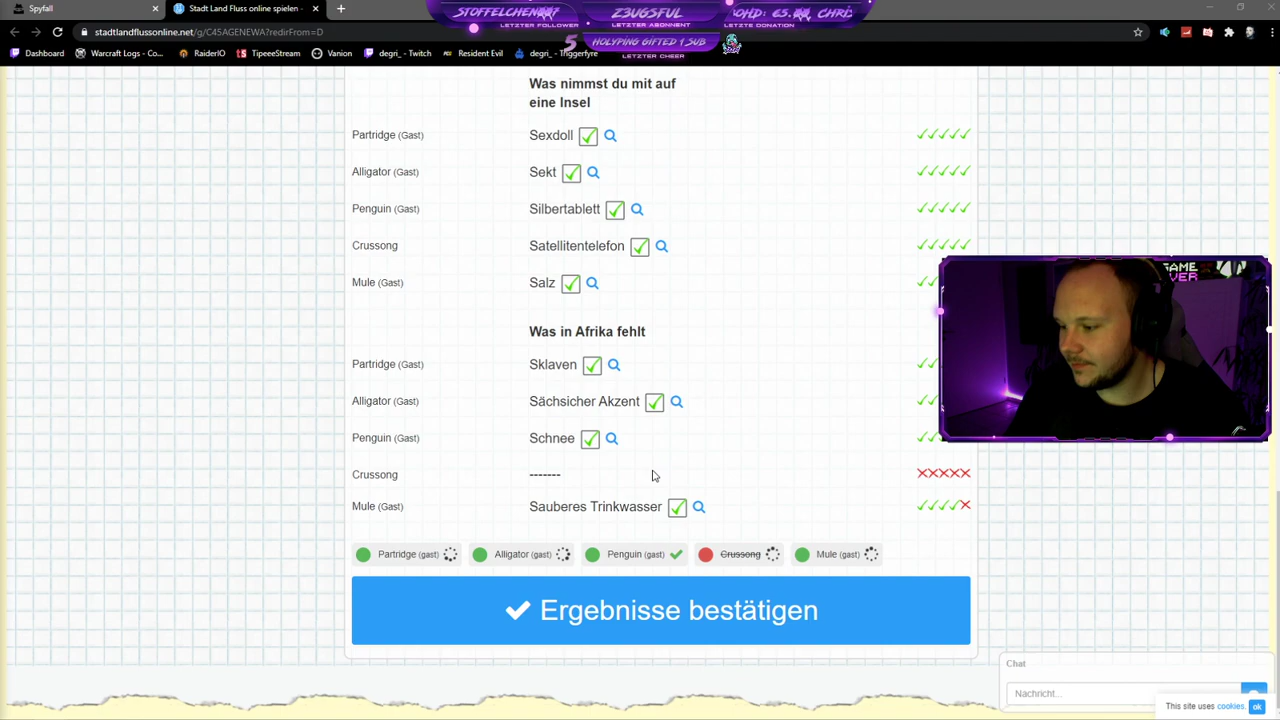 STOFFELCHEN007
LETZTER FOLLOWER
Z3UGSFUL
LETZTER ABONNENT
LETZTE DONATION
5
HOLYPING GIFTED 1 SUB
LETZTER CHEER
Spyfall
Stadt Land Fluss online spielen -
stadtlandflussonline.net/g/C45AGENEWA?redirFrom=D
Dashboard Warcraft Logs - Co... RaiderIO TipeeeStream Vanion degri_ - Twitch Resident Evil degri_ - Triggerfyre
Was nimmst du mit auf
eine Insel
Partridge (Gast) Sexdoll
Alligator (Gast) Sekt
Penguin (Gast) Silbertablett
Crussong Satellitentelefon
Mule (Gast) Salz
Was in Afrika fehlt
Partridge (Gast) Sklaven
Alligator (Gast) Sächsicher Akzent
Penguin (Gast) Schnee
Crussong -------
Mule (Gast) Sauberes Trinkwasser
Partridge (gast) Alligator (gast) Penguin (gast) Crussong Mule (gast)
Ergebnisse bestätigen
Chat
Nachricht...
This site uses cookies. ok